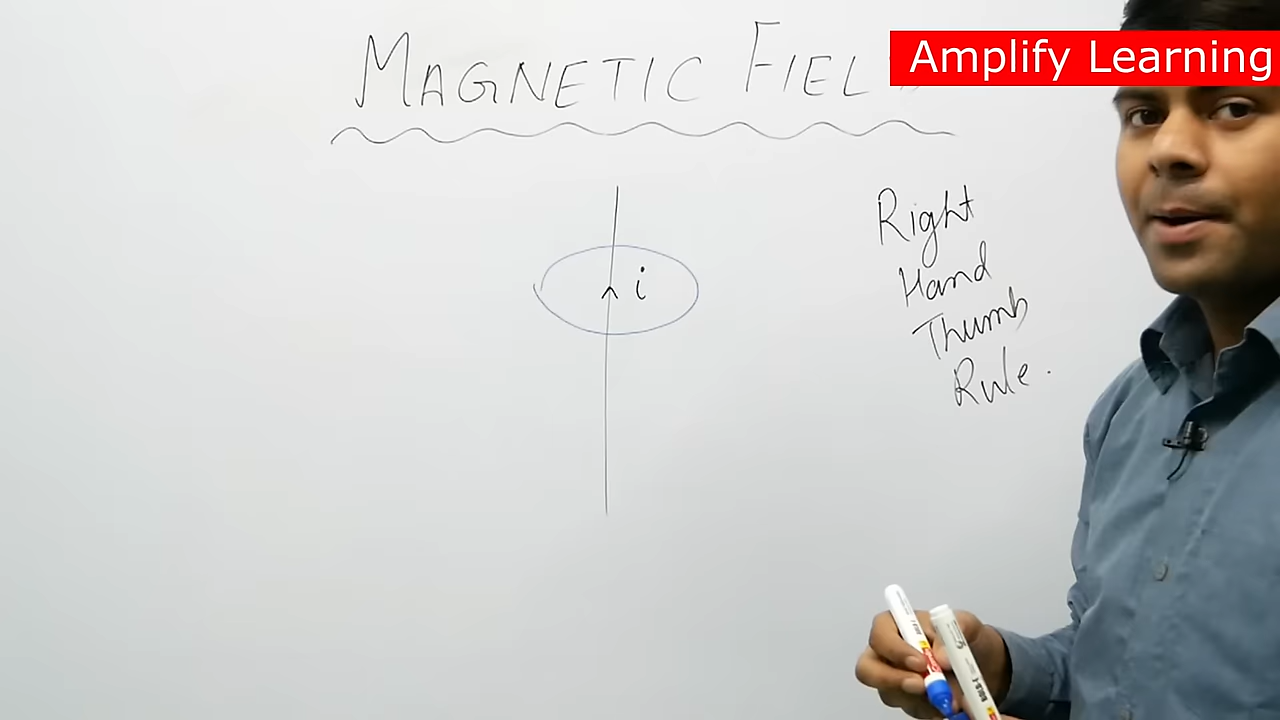 Amplify Learning
MAGNETIC FIEL
i
Right
Hand
Thumb
Rule.